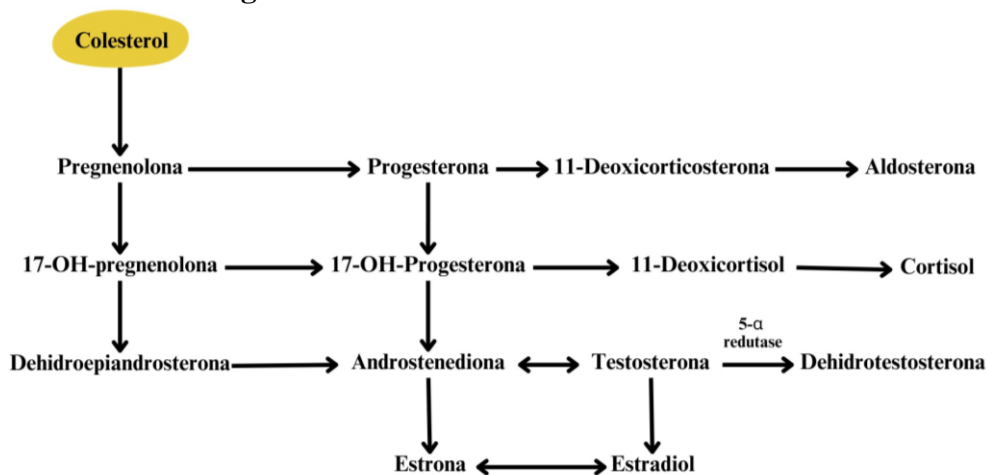 Colesterol
Pregnenolona
Progesterona
11-Deoxicorticosterona
Aldosterona
17-OH-pregnenolona
17-OH-Progesterona
11-Deoxicortisol
Cortisol
5-α
redutase
Dehidroepiandrosterona
Androstenediona
Testosterona
Dehidrotestosterona
Estrona
Estradiol